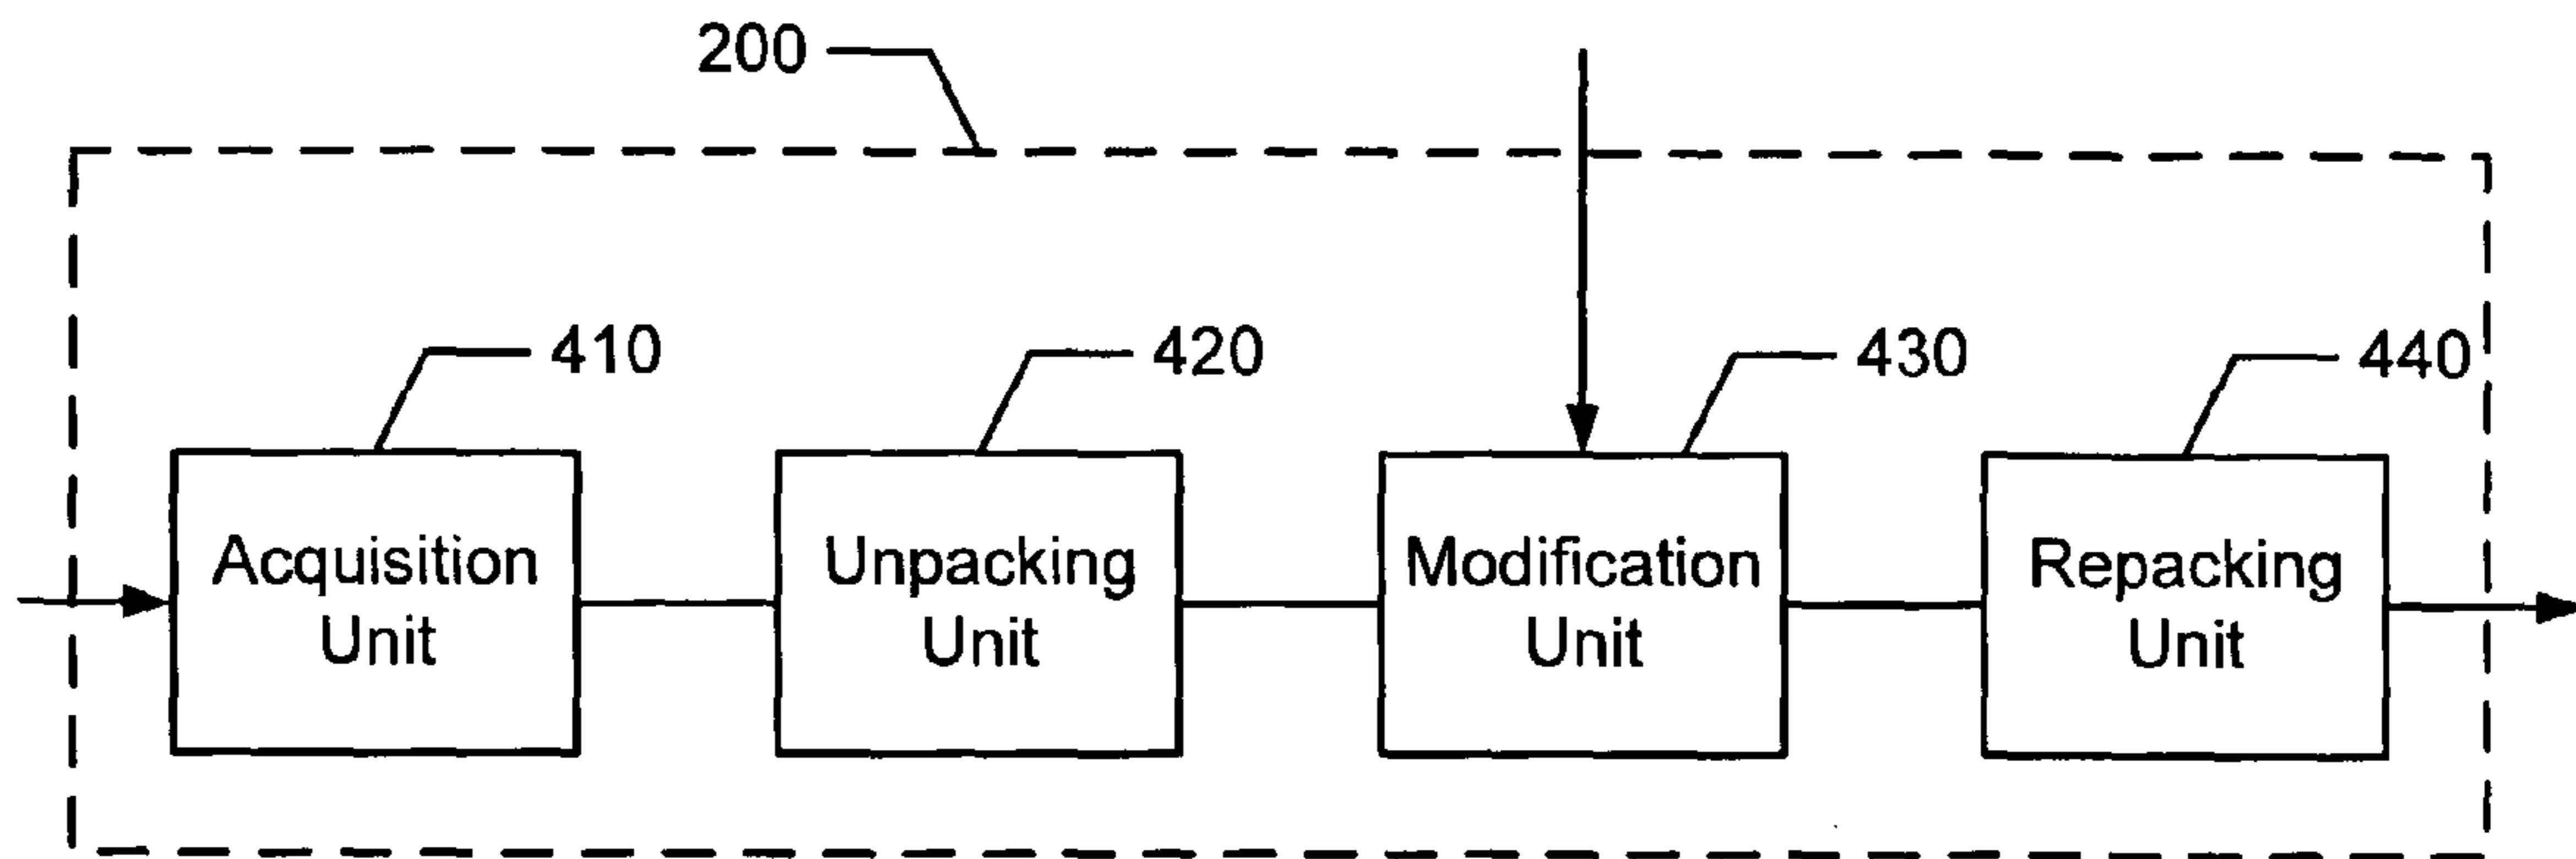 200
410
420
430
440
Acquisition
Unit
Unpacking
Unit
Modification
Unit
Repacking
Unit